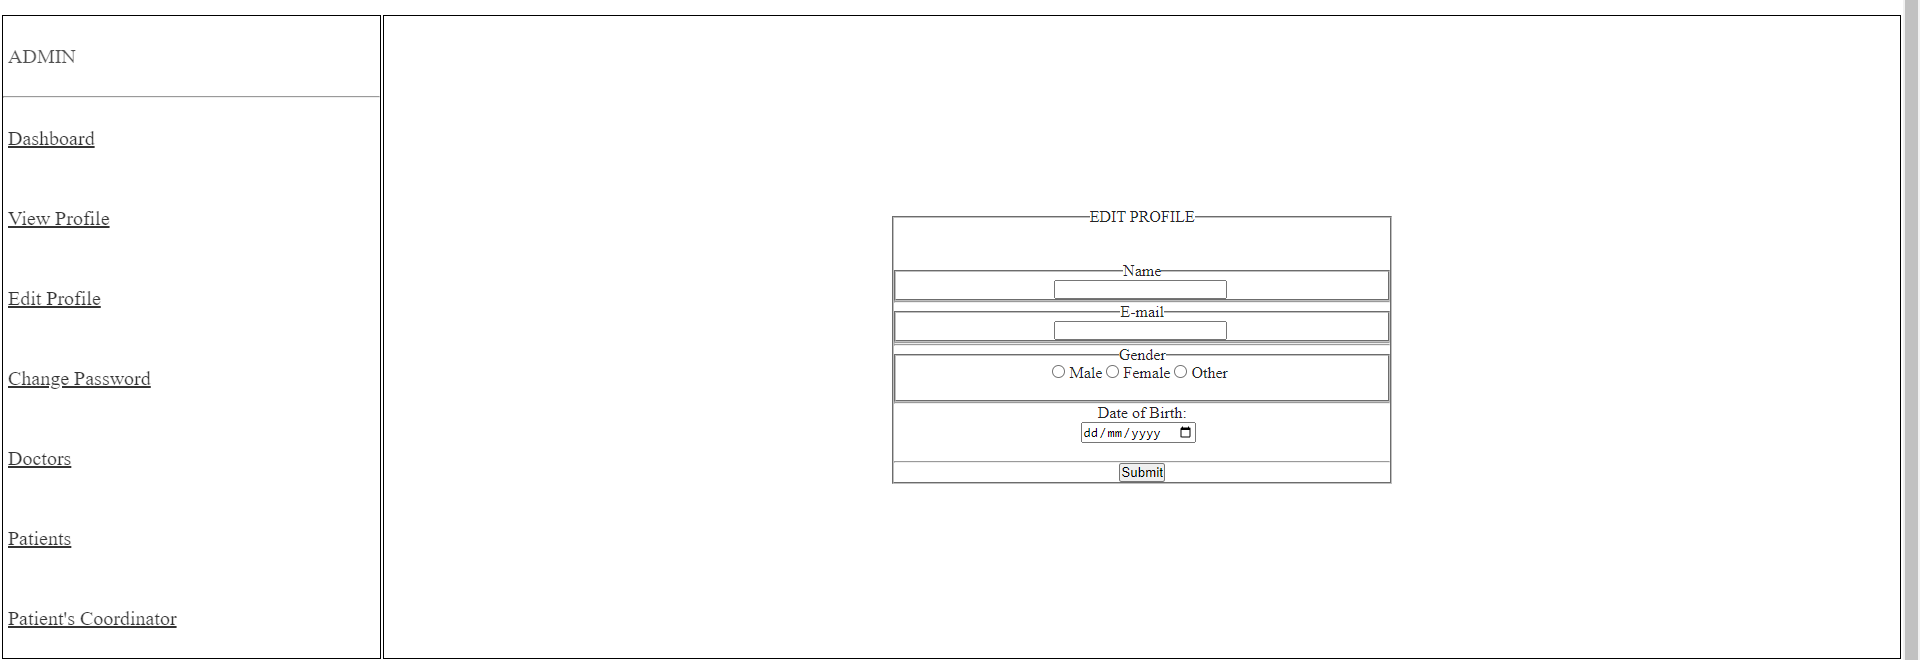 ADMIN
Dashboard
View Profile
Edit Profile
Change Password
Doctors
Patients
Patient's Coordinator
EDIT PROFILE
Name
E-mail
Gender
Male Female Other
Date of Birth:
dd/mm/yyyy
Submit